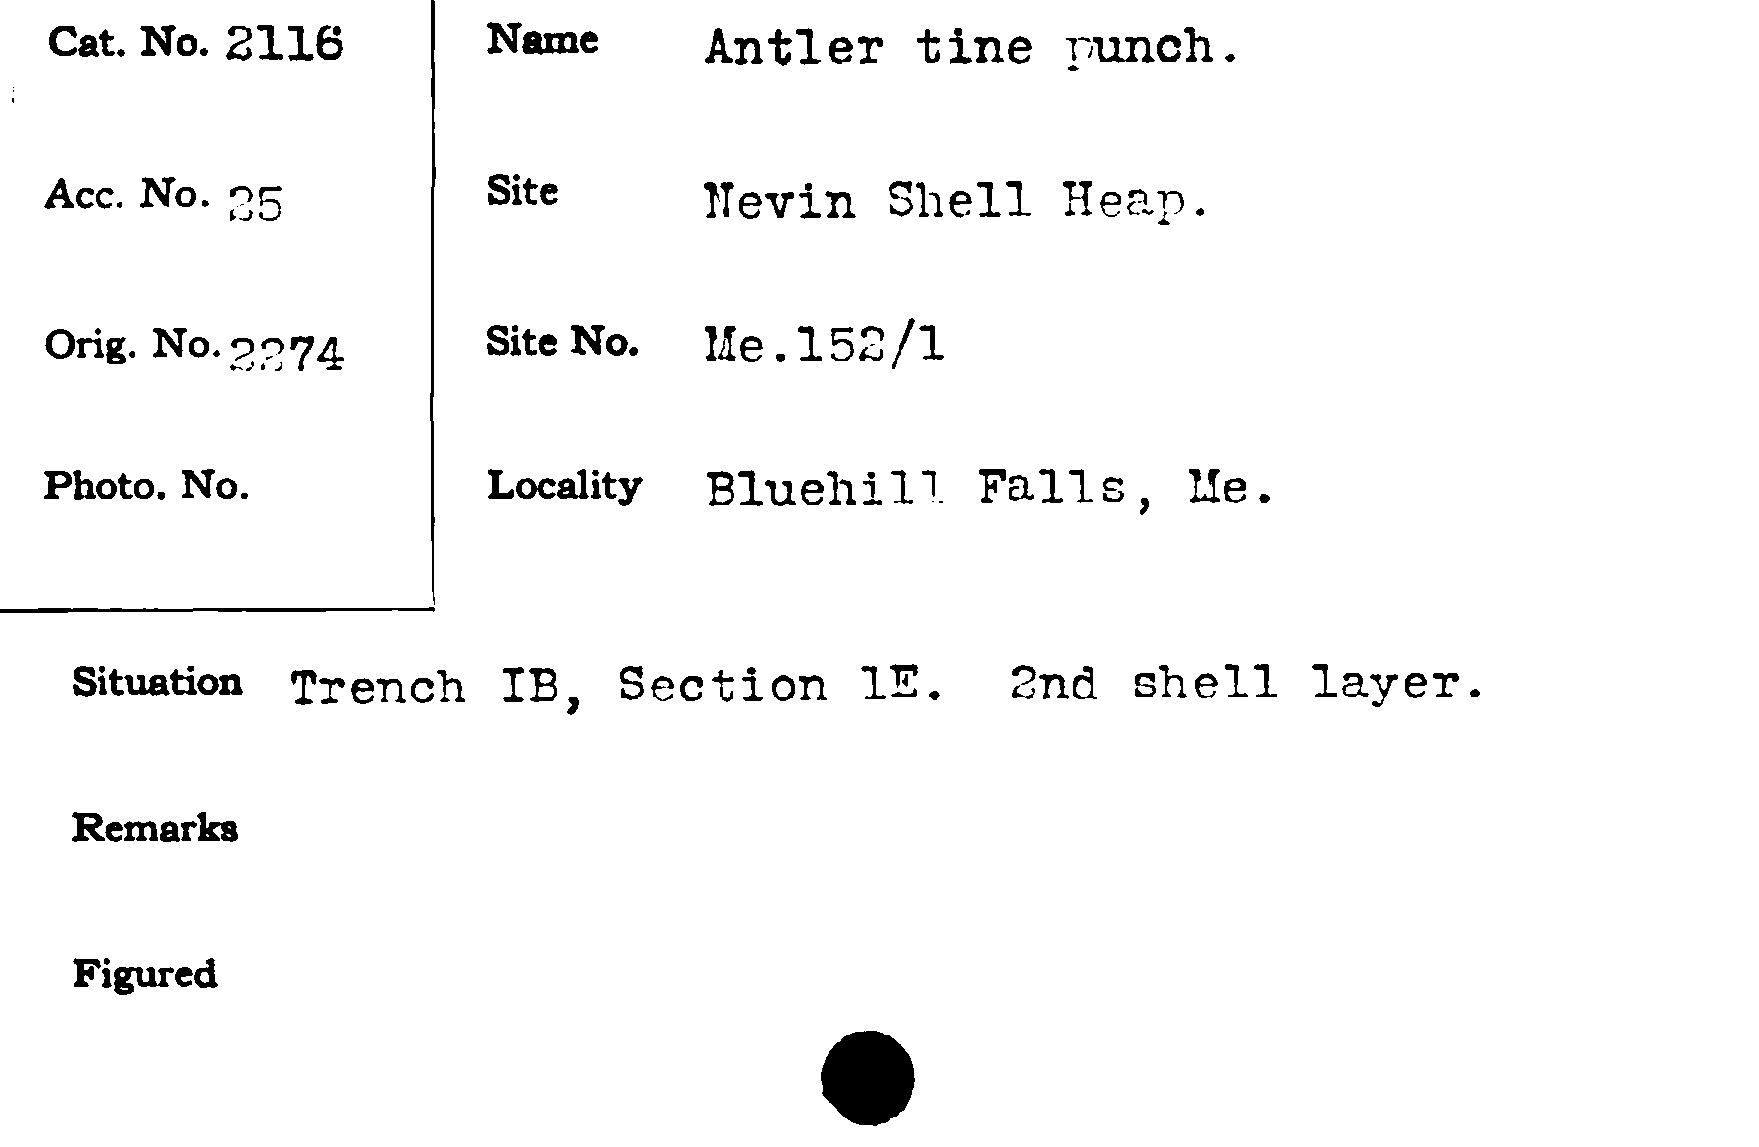 Cat. No. 2116
Name Antler tine punch.
Acc. No. 25
Site Nevin Shell Heap.
Orig. No. 2274
Site No. Me.152/1
Photo. No.
Locality Bluehill Falls, Me.
Situation Trench IB, Section 1E. 2nd shell layer.
Remarks
Figured